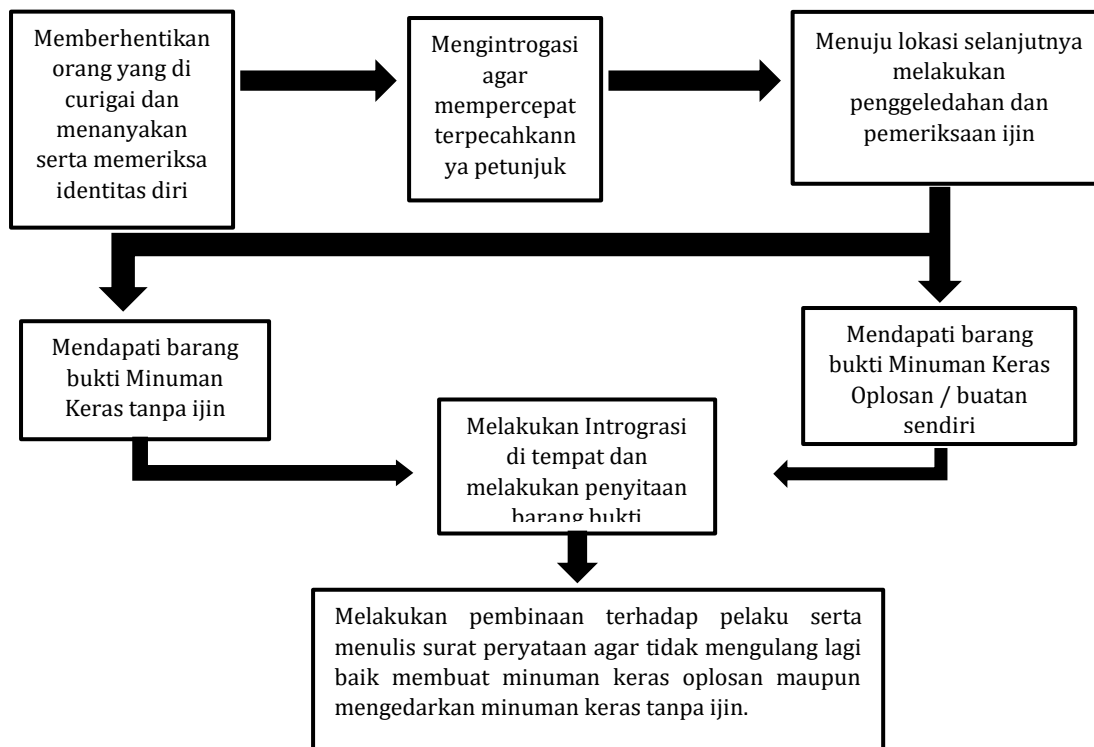 Memberhentikan
orang yang di
curigai dan
menanyakan
serta memeriksa
identitas diri
Mengintrogasi
agar
mempercepat
terpecahkann
ya petunjuk
Menuju lokasi selanjutnya
melakukan
penggeledahan dan
pemeriksaan ijin
Mendapati barang
bukti Minuman
Keras tanpa ijin
Mendapati barang
bukti Minuman Keras
Oplosan / buatan
sendiri
Melakukan Intrograsi
di tempat dan
melakukan penyitaan
barang bukti
Melakukan pembinaan terhadap pelaku serta
menulis surat peryataan agar tidak mengulang lagi
baik membuat minuman keras oplosan maupun
mengedarkan minuman keras tanpa ijin.